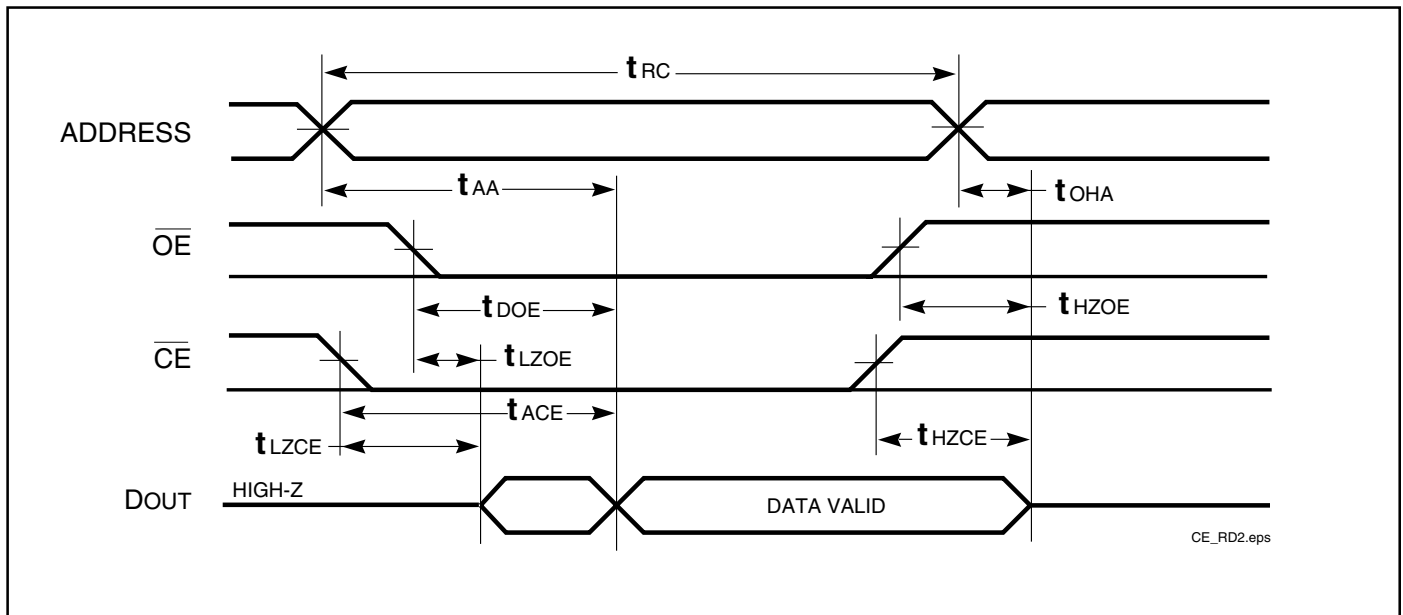 tRC
ADDRESS
tAA
tOHA
OE
tDOE
tHZOE
CE
tLZOE
tACE
tHZCE
tLZCE
DOUT
HIGH-Z
DATA VALID
CE_RD2.eps